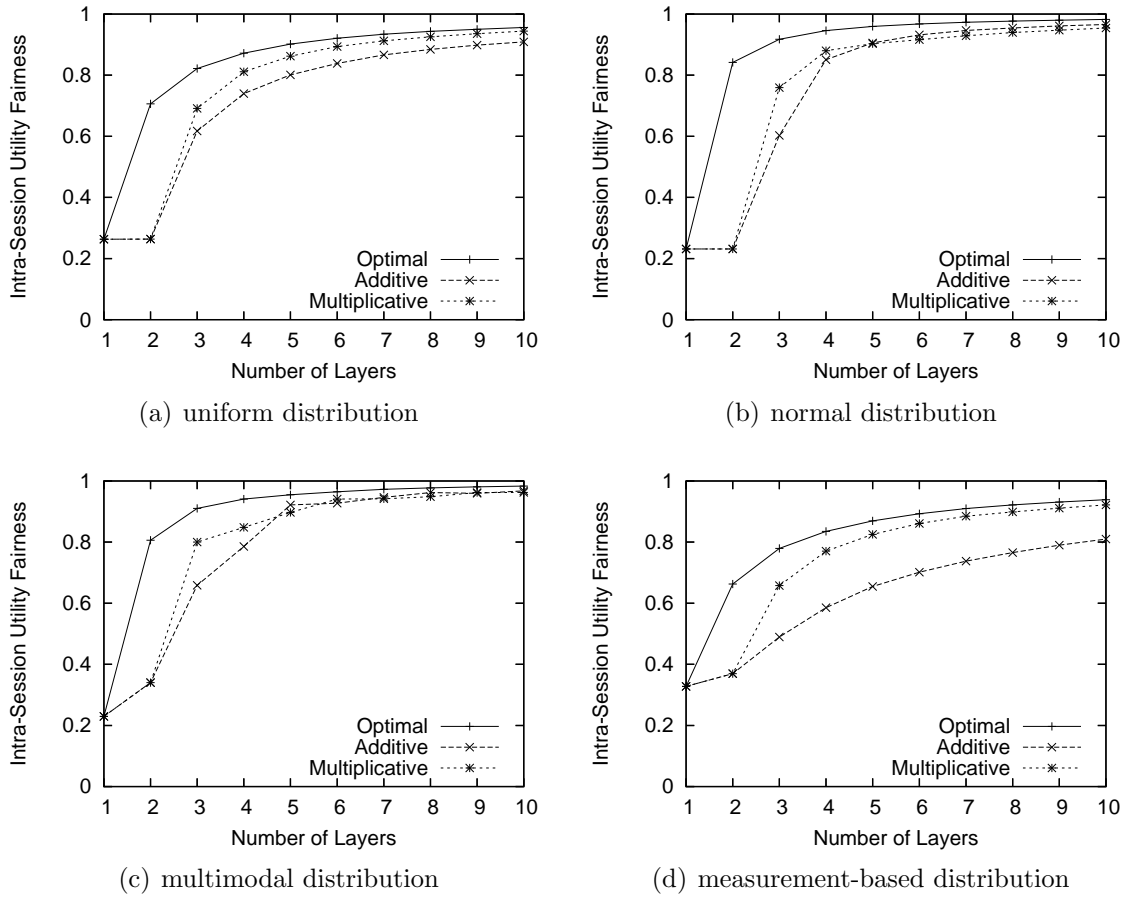 Intra-Session Utility Fairness
1
0.8
0.6
0.4
0.2
0
Optimal
Additive
Multiplicative
1 2 3 4 5 6 7 8 9 10
Number of Layers
(a) uniform distribution
Intra-Session Utility Fairness
1
0.8
0.6
0.4
0.2
0
Optimal
Additive
Multiplicative
1 2 3 4 5 6 7 8 9 10
Number of Layers
(b) normal distribution
Intra-Session Utility Fairness
1
0.8
0.6
0.4
0.2
0
Optimal
Additive
Multiplicative
1 2 3 4 5 6 7 8 9 10
Number of Layers
(c) multimodal distribution
Intra-Session Utility Fairness
1
0.8
0.6
0.4
0.2
0
Optimal
Additive
Multiplicative
1 2 3 4 5 6 7 8 9 10
Number of Layers
(d) measurement-based distribution